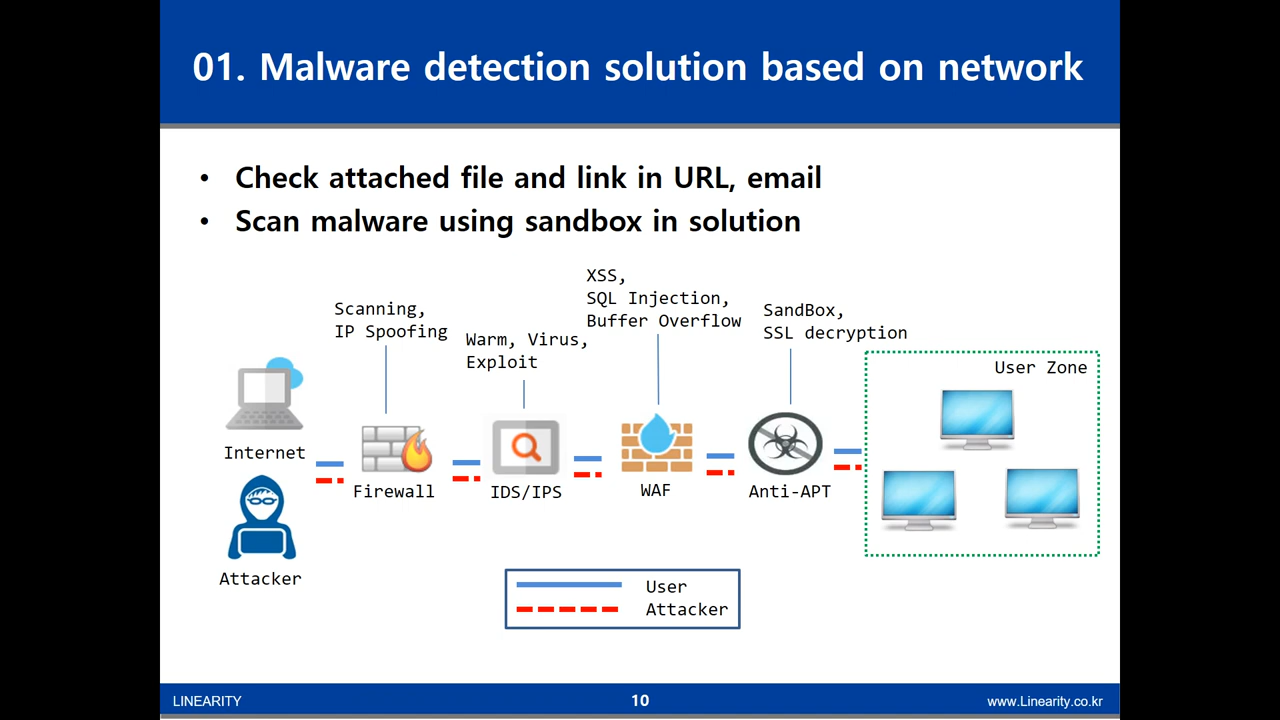 01. Malware detection solution based on network
• Check attached file and link in URL, email
• Scan malware using sandbox in solution
Scanning,
IP Spoofing
Warm, Virus,
Exploit
XSS,
SQL Injection,
Buffer Overflow
SandBox,
SSL decryption
User Zone
Internet
Firewall
IDS/IPS
WAF
Anti-APT
Attacker
User
Attacker
LINEARITY
10
www.Linearity.co.kr